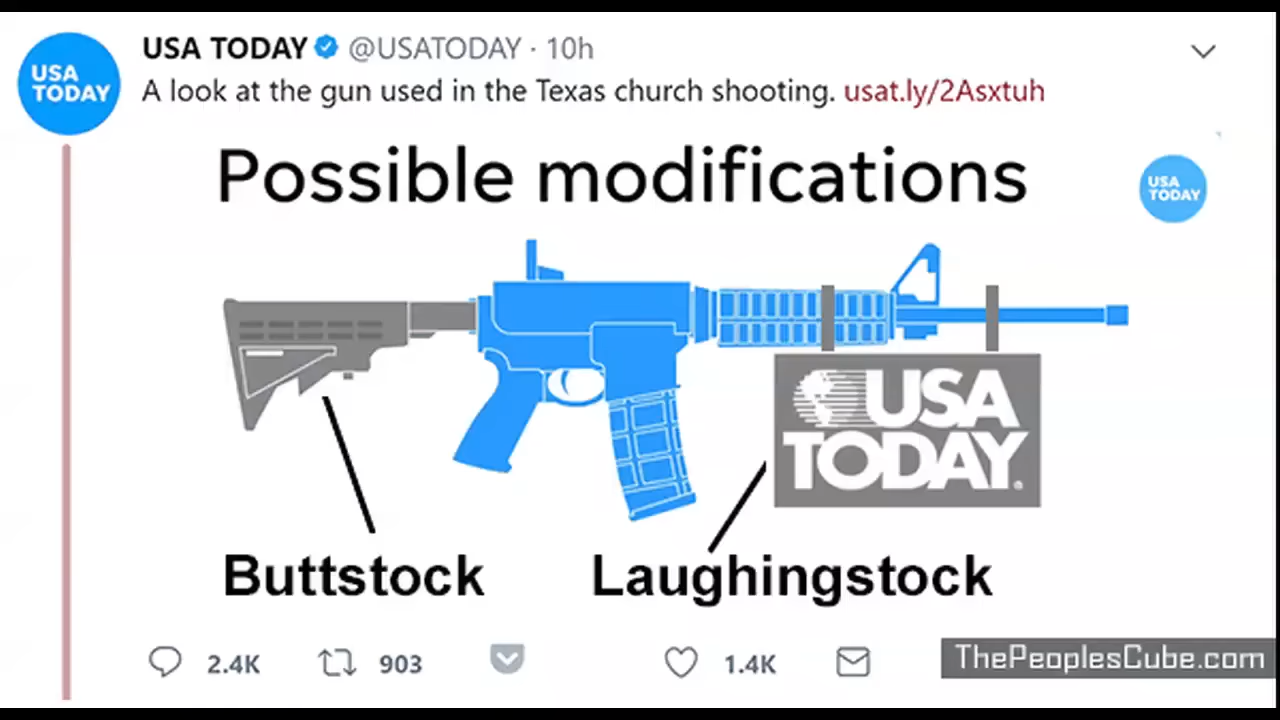 USA TODAY @USATODAY · 10h
USA
TODAY
A look at the gun used in the Texas church shooting. usat.ly/2Asxtuh
Possible modifications
USA
TODAY
USA
TODAY.
Buttstock
Laughingstock
2.4K
903
1.4K
ThePeoplesCube.com